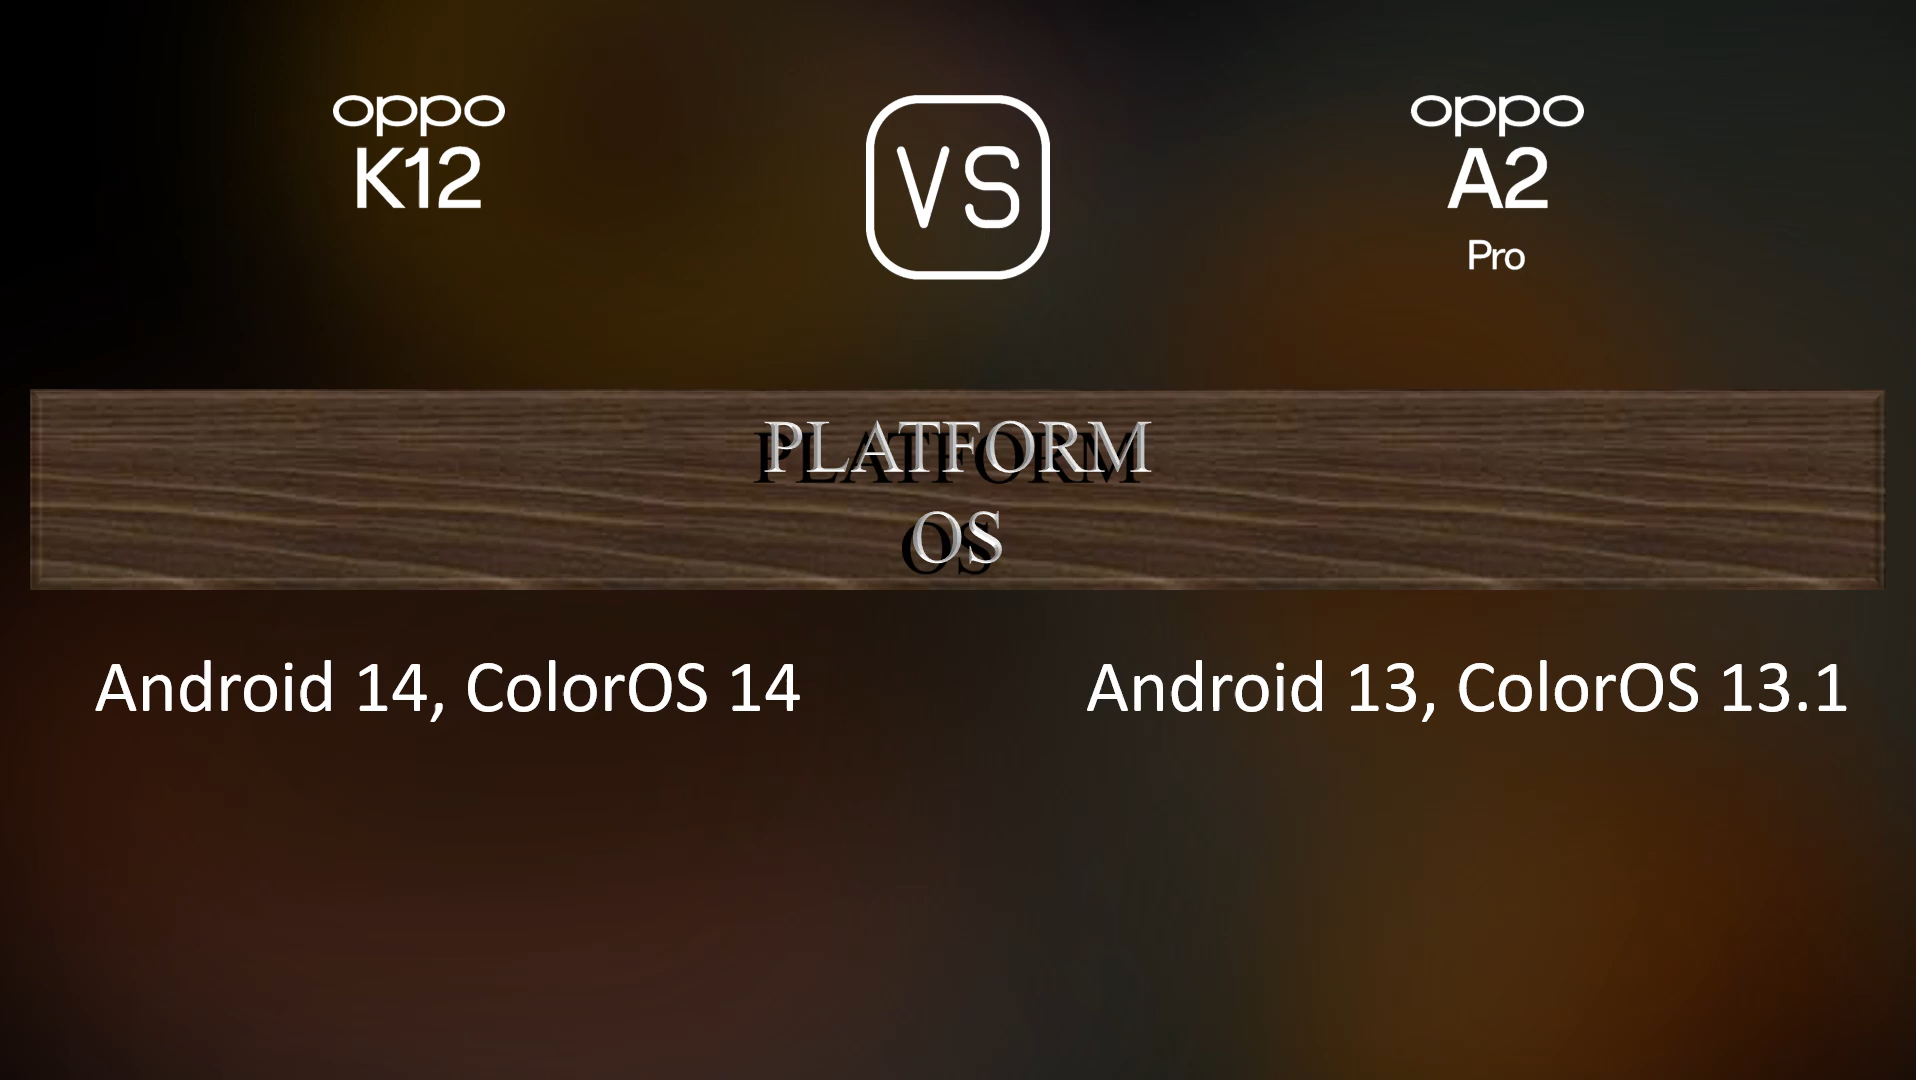 oppo
K12
VS
oppo
A2
Pro
PLATFORM
OS
Android 14, ColorOS 14
Android 13, ColorOS 13.1